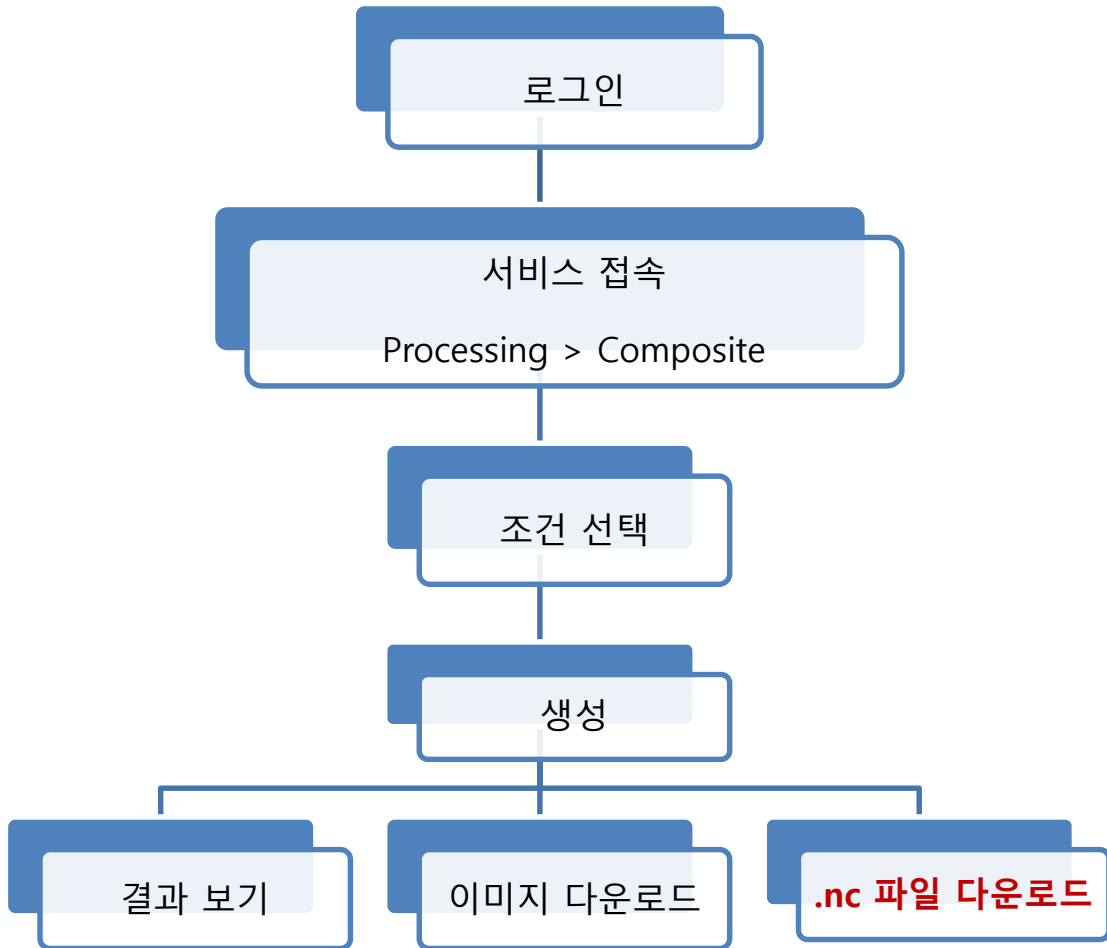 로그인
서비스 접속
Processing > Composite
조건 선택
생성
결과 보기
이미지 다운로드
.nc 파일 다운로드